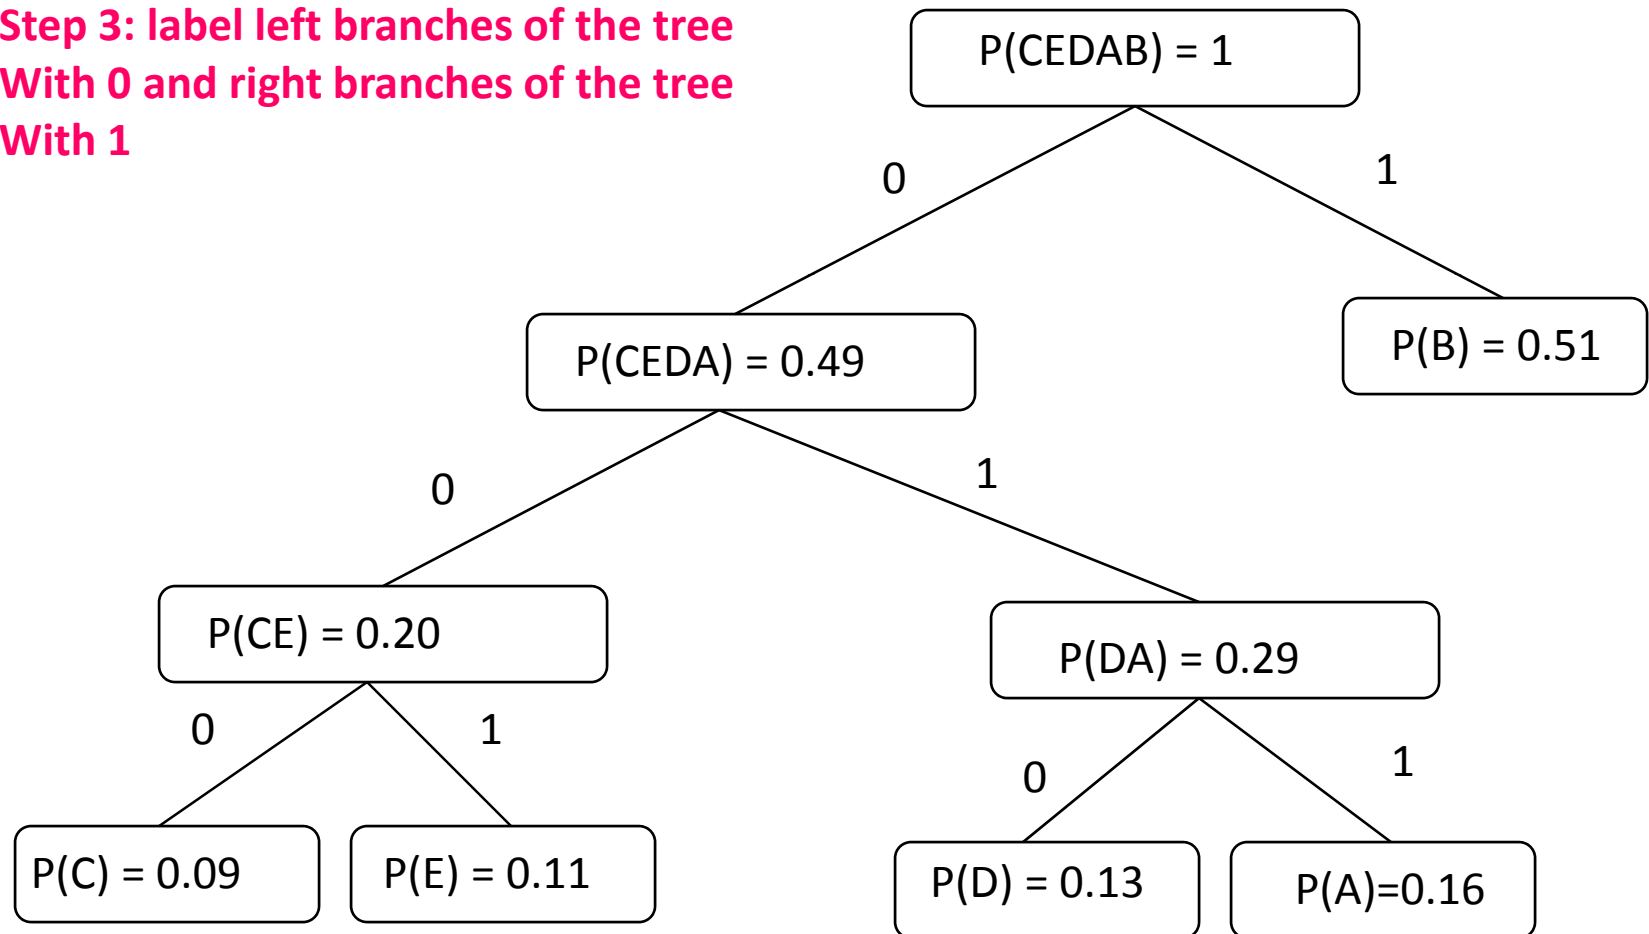 Step 3: label left branches of the tree
With 0 and right branches of the tree
With 1
P(CEDAB) = 1
0
1
P(CEDA) = 0.49
P(B) = 0.51
0
1
P(CE) = 0.20
P(DA) = 0.29
0
1
0
1
P(C) = 0.09
P(E) = 0.11
P(D) = 0.13
P(A)=0.16